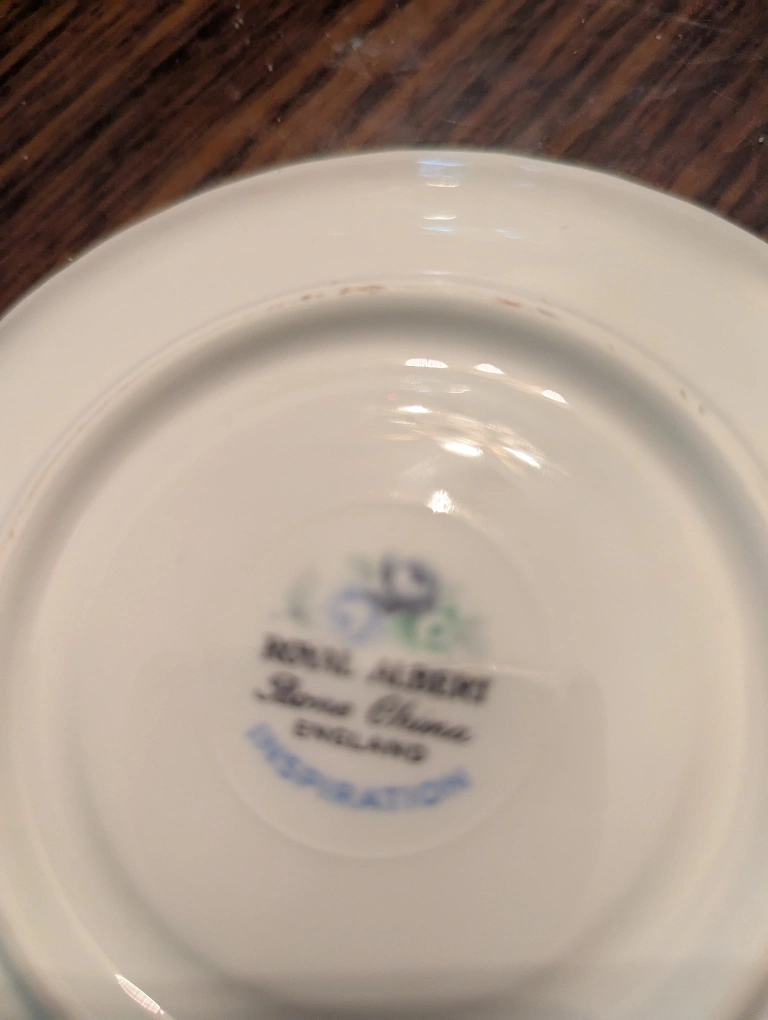 ROYAL ALBERT
Bone China
ENGLAND
INSPIRATION